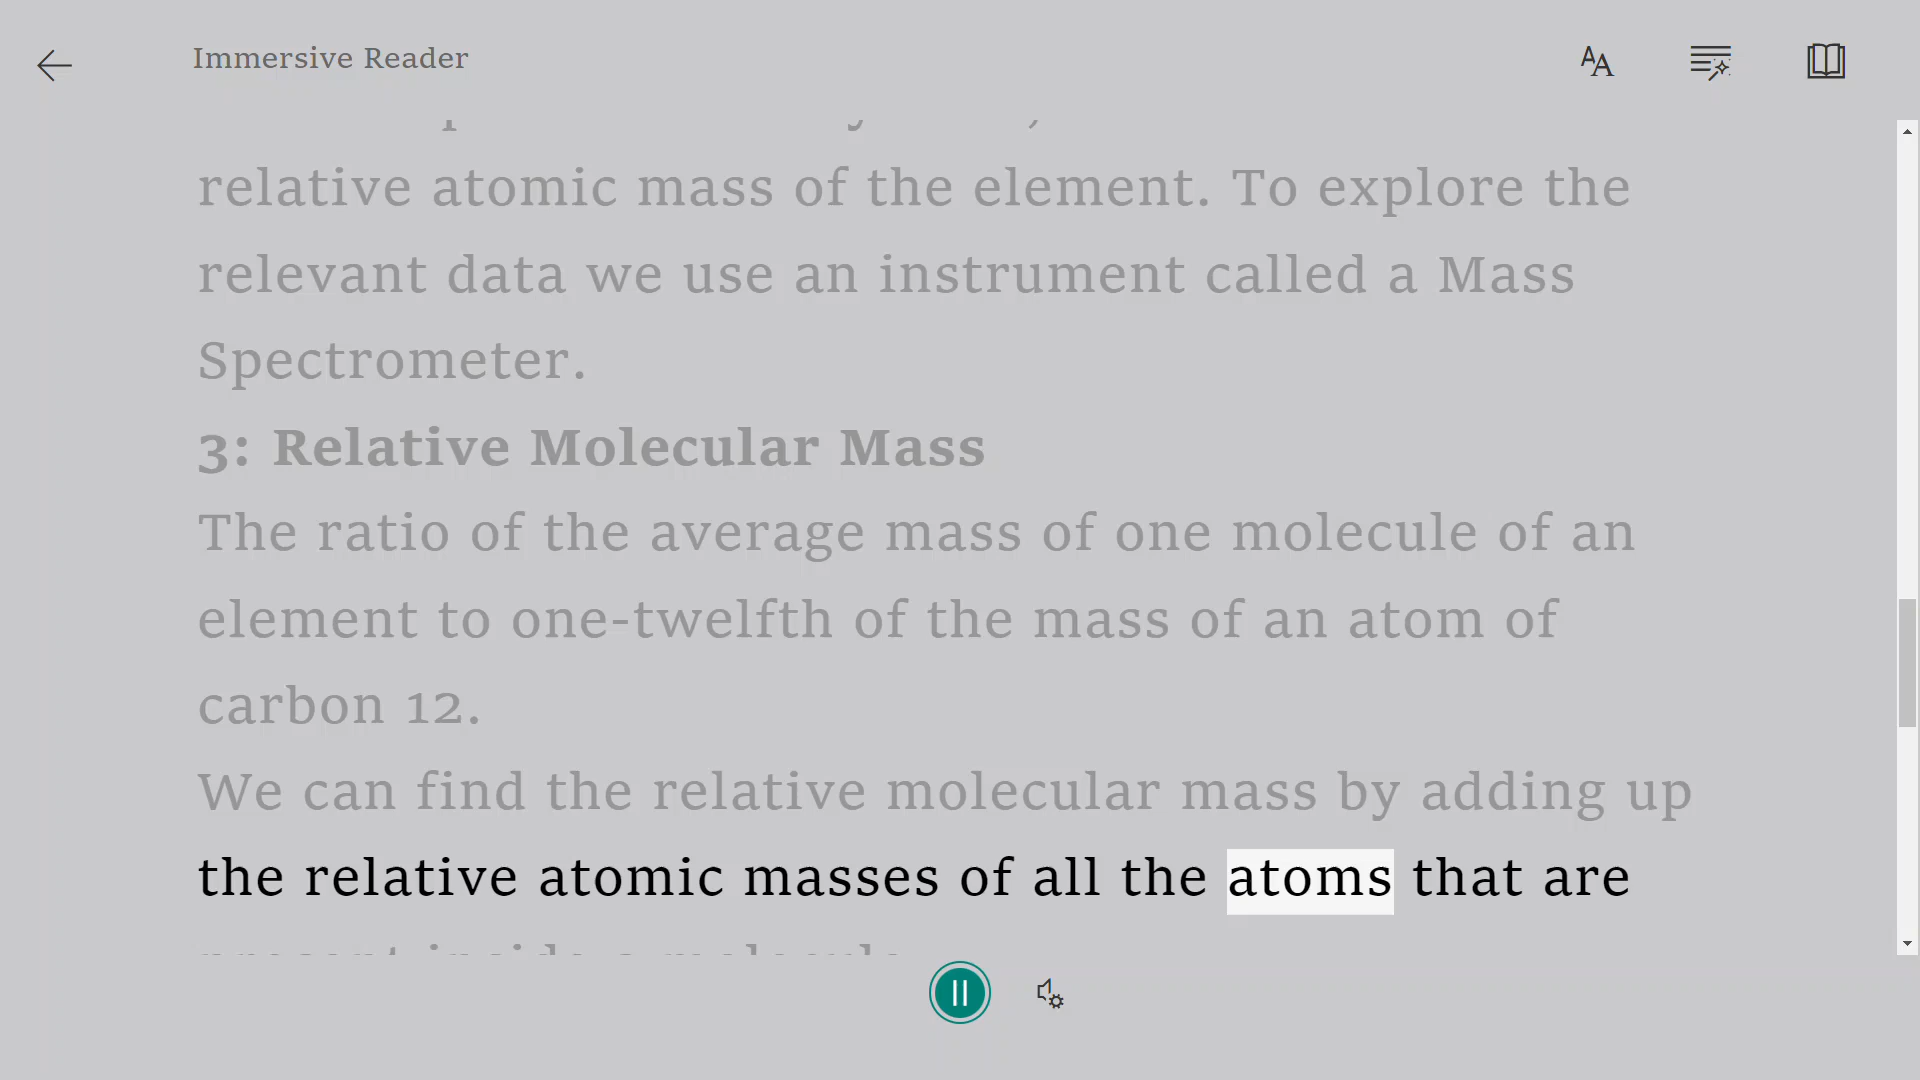 Immersive Reader
relative atomic mass of the element. To explore the
relevant data we use an instrument called a Mass
Spectrometer.
3: Relative Molecular Mass
The ratio of the average mass of one molecule of an
element to one-twelfth of the mass of an atom of
carbon 12.
We can find the relative molecular mass by adding up
the relative atomic masses of all the atoms that are
present inside a molecule